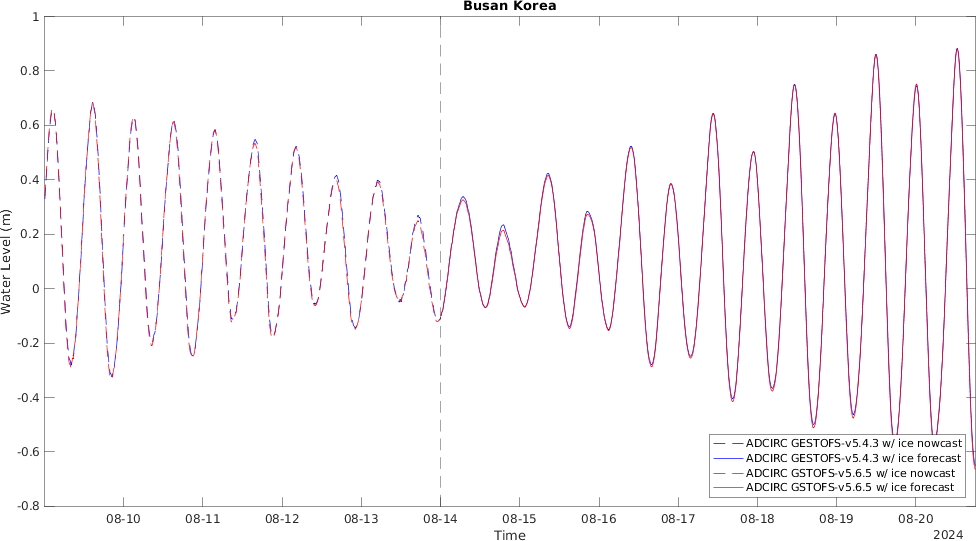 Busan Korea
1
0.8
0.6
0.4
0.2
0
-0.2
-0.4
-0.6
-0.8
Water Level (m)
ADCIRC GESTOFS-v5.4.3 w/ ice nowcast
ADCIRC GESTOFS-v5.4.3 w/ ice forecast
ADCIRC GSTOFS-v5.6.5 w/ ice nowcast
ADCIRC GSTOFS-v5.6.5 w/ ice forecast
08-10 08-11 08-12 08-13 08-14 08-15 08-16 08-17 08-18 08-19 08-20
Time
2024